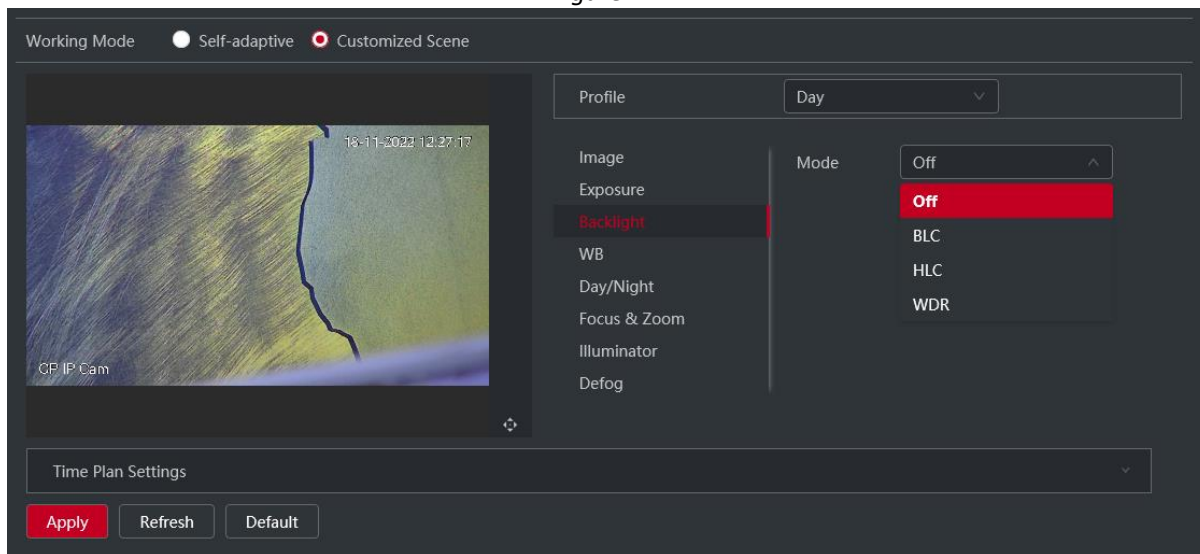 Working Mode Self-adaptive Customized Scene
Profile Day
18-11-2022 12:27:17
Image Mode Off
Exposure Off
Backlight BLC
WB HLC
Day/Night WDR
Focus & Zoom
Illuminator
CP IP Cam
Defog
Time Plan Settings
Apply Refresh Default